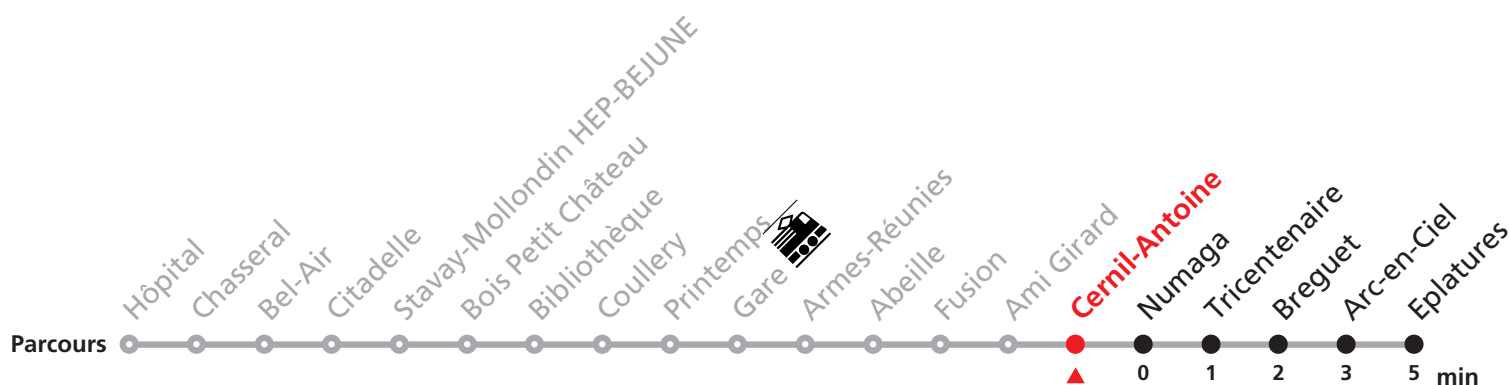 Hôpital
Chasseral
Bel-Air
Citadelle
Stavay-Mollondin HEP-BEJUNE
Bois Petit Château
Bibliothèque
Coullery
Printemps
Gare
Armes-Réunies
Abeille
Fusion
Ami Girard
Cernil-Antoine
Numaga
Tricentenaire
Breguet
Arc-en-Ciel
Eplatures
Parcours
0 1 2 3 5 min